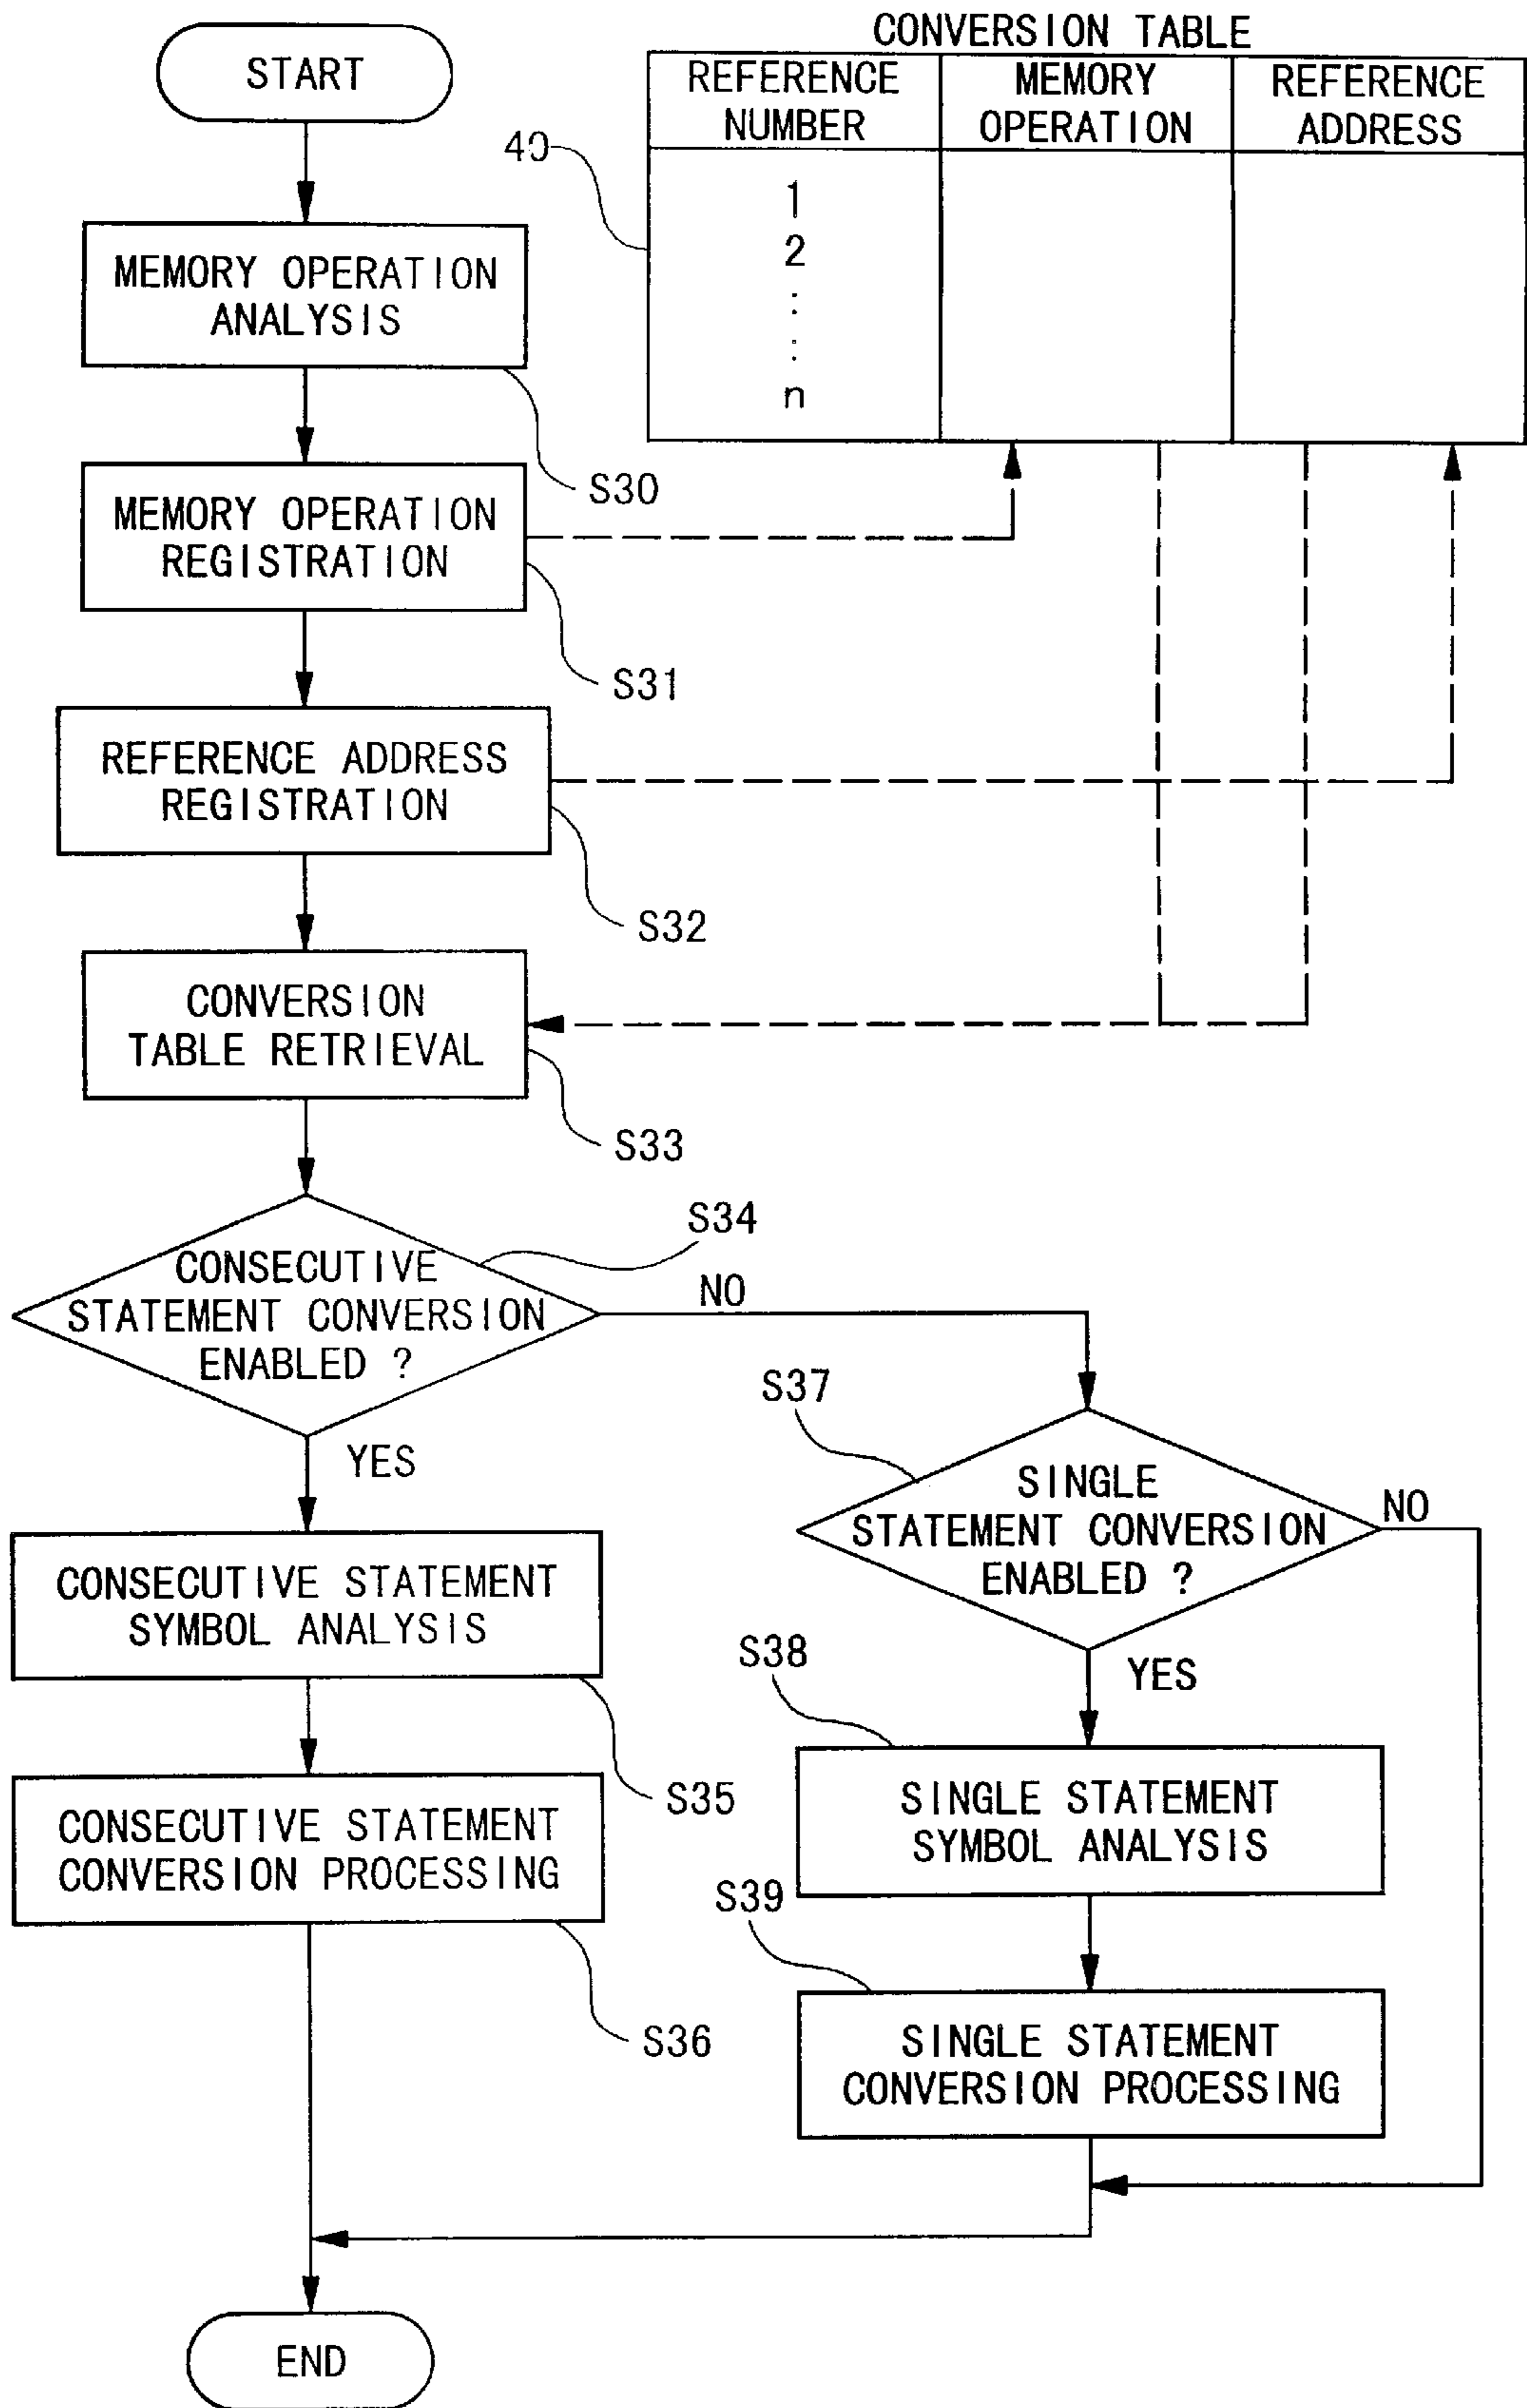 START
CONVERSION TABLE
REFERENCE NUMBER
MEMORY OPERATION
REFERENCE ADDRESS
40
1
2
.
.
.
.
n
MEMORY OPERATION
ANALYSIS
S30
MEMORY OPERATION
REGISTRATION
S31
REFERENCE ADDRESS
REGISTRATION
S32
CONVERSION
TABLE RETRIEVAL
S33
S34
CONSECUTIVE
STATEMENT CONVERSION
ENABLED ?
NO
YES
S37
SINGLE
STATEMENT CONVERSION
ENABLED ?
NO
YES
CONSECUTIVE STATEMENT
SYMBOL ANALYSIS
S35
S38
SINGLE STATEMENT
SYMBOL ANALYSIS
CONSECUTIVE STATEMENT
CONVERSION PROCESSING
S36
S39
SINGLE STATEMENT
CONVERSION PROCESSING
END